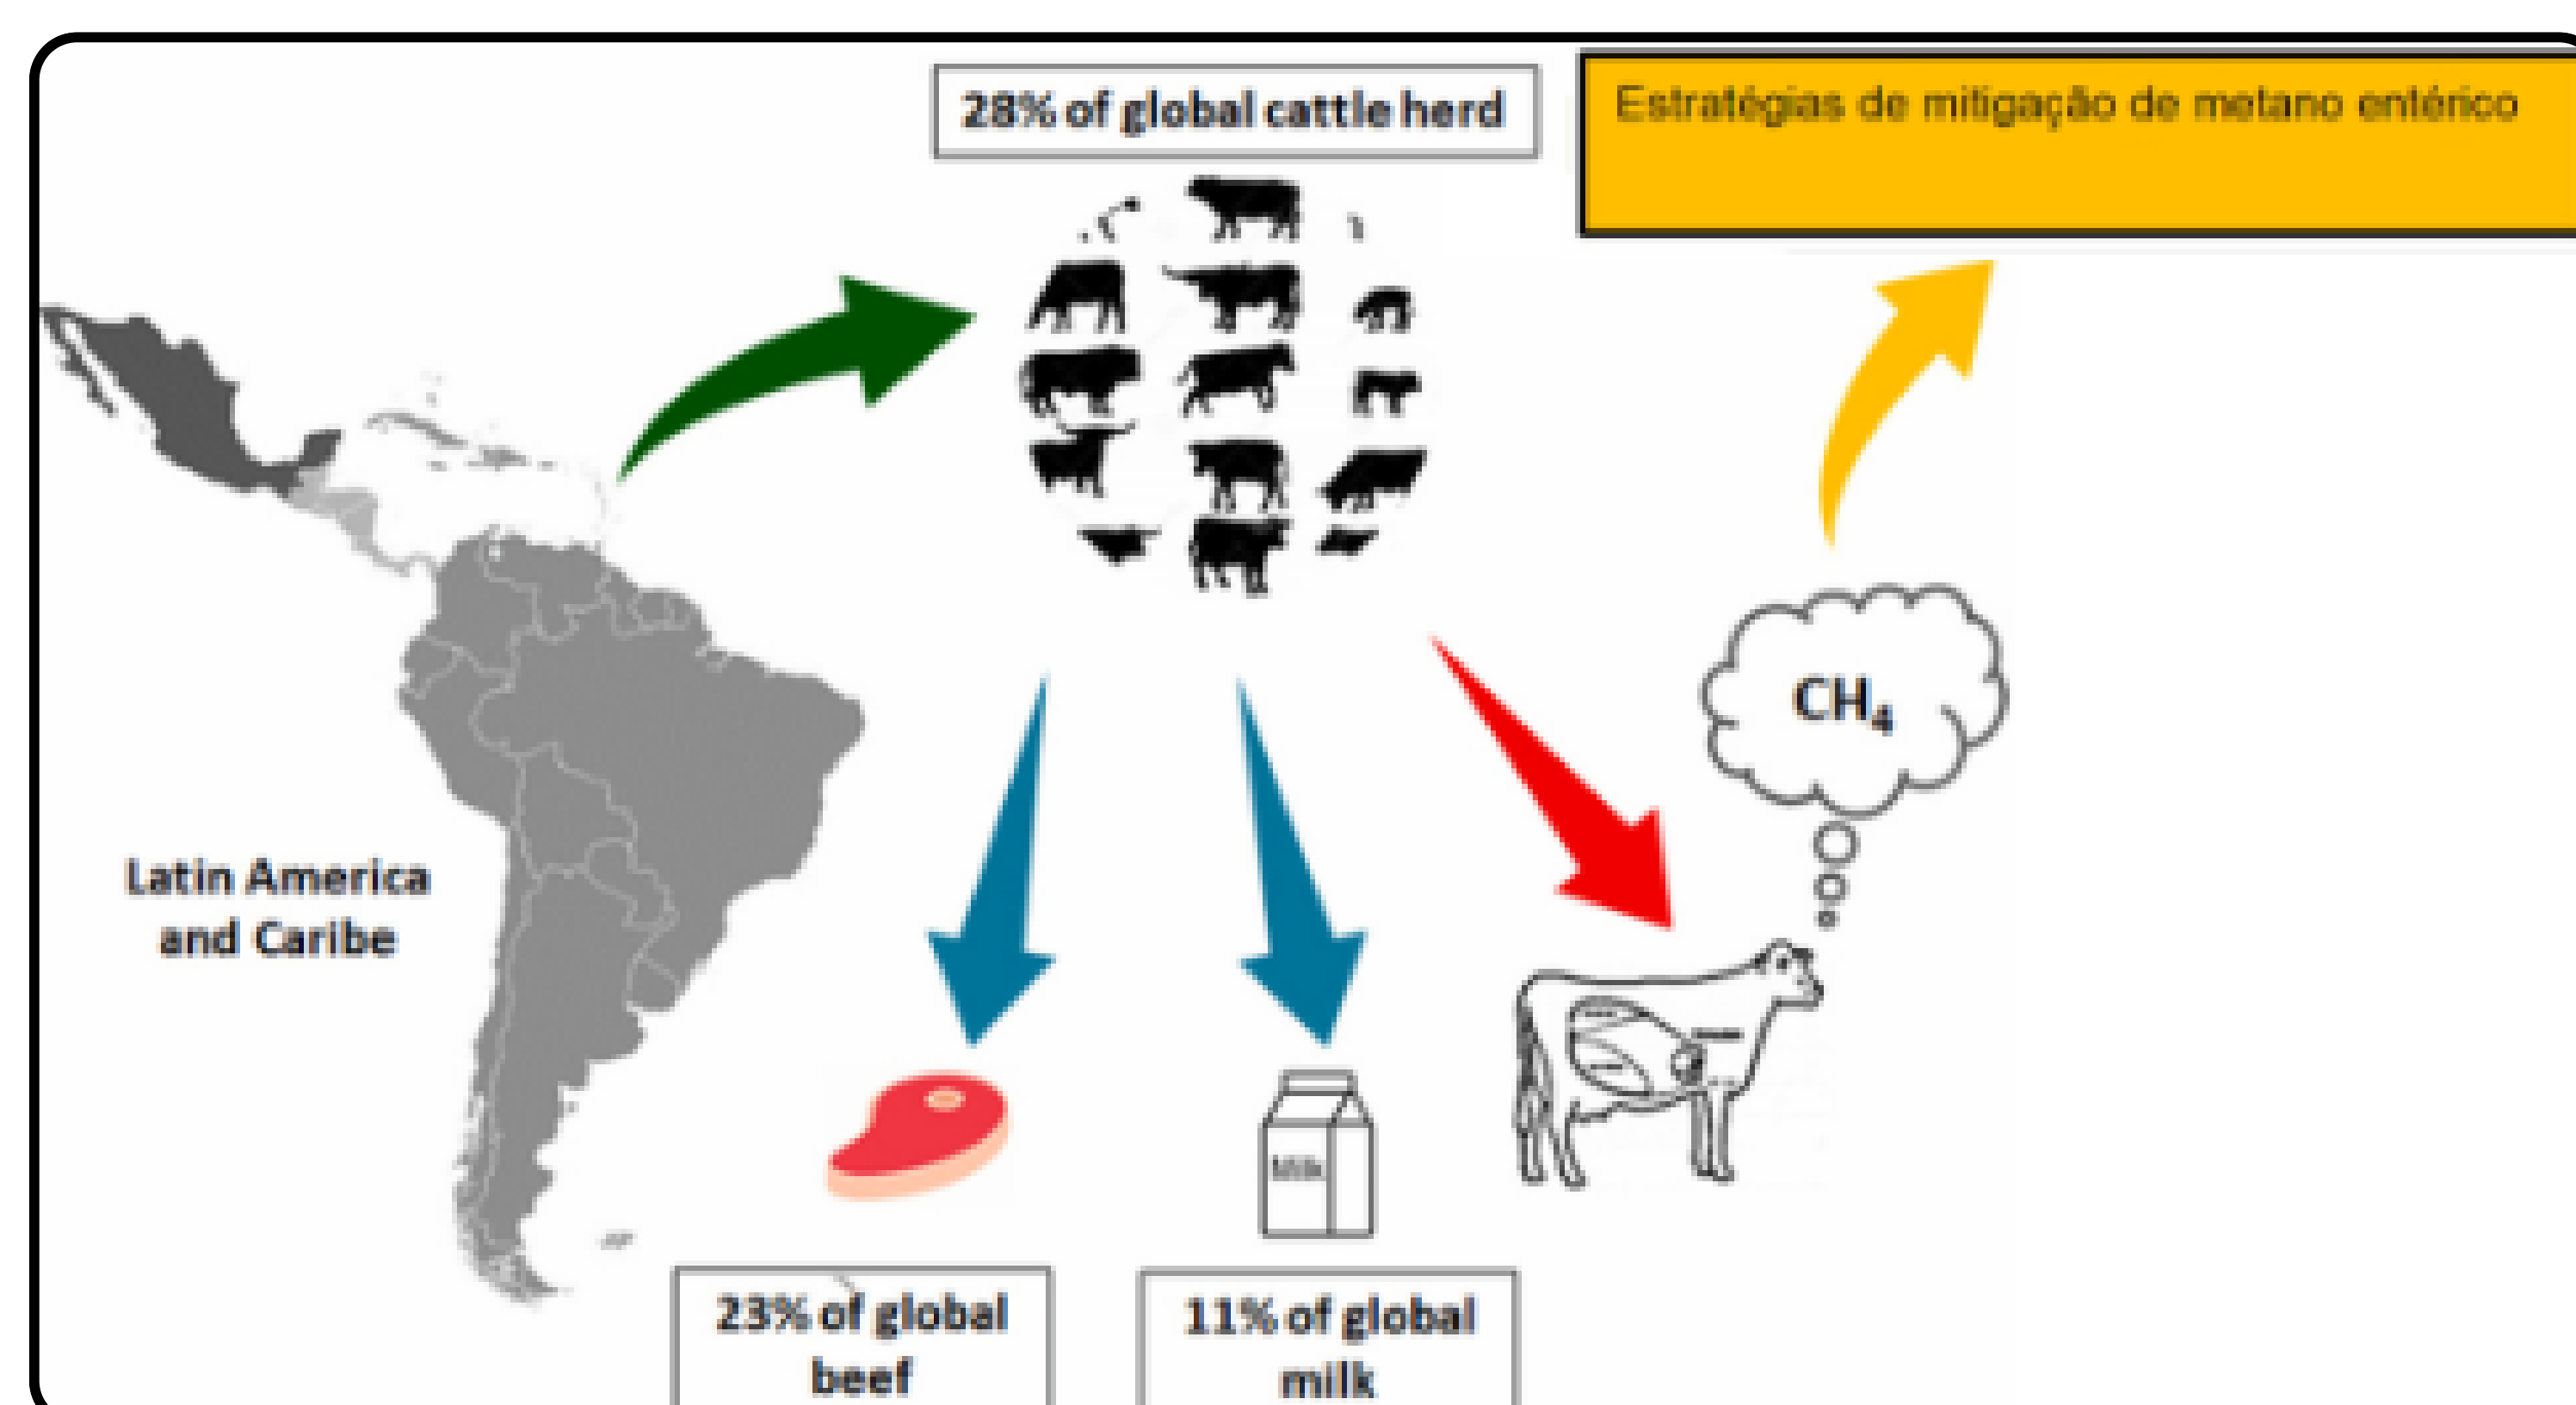 28% of global cattle herd
Estratégias de mitigação de metano entérico
CH₄
Latin America
and Caribe
Milk
23% of global
beef
11% of global
milk